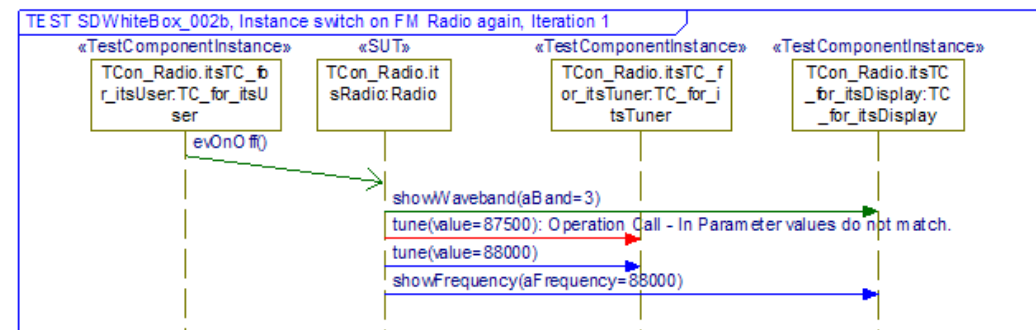 TEST SDWhiteBox_002b, Instance switch on FM Radio again, Iteration 1
«TestComponentInstance» «SUT» «TestComponentInstance» «TestComponentInstance»
TCon_Radio.itsTC_fo
r_itsUser:TC_for_itsU
ser
TCon_Radio.it
sRadio:Radio
TCon_Radio.itsTC_f
or_itsTuner:TC_for_i
tsTuner
TCon_Radio.itsTC
_for_itsDisplay:TC
_for_itsDisplay
evOnOff()
showWaveband(aBand=3)
tune(value=87500): Operation Call - In Parameter values do not match.
tune(value=88000)
showFrequency(aFrequency=88000)